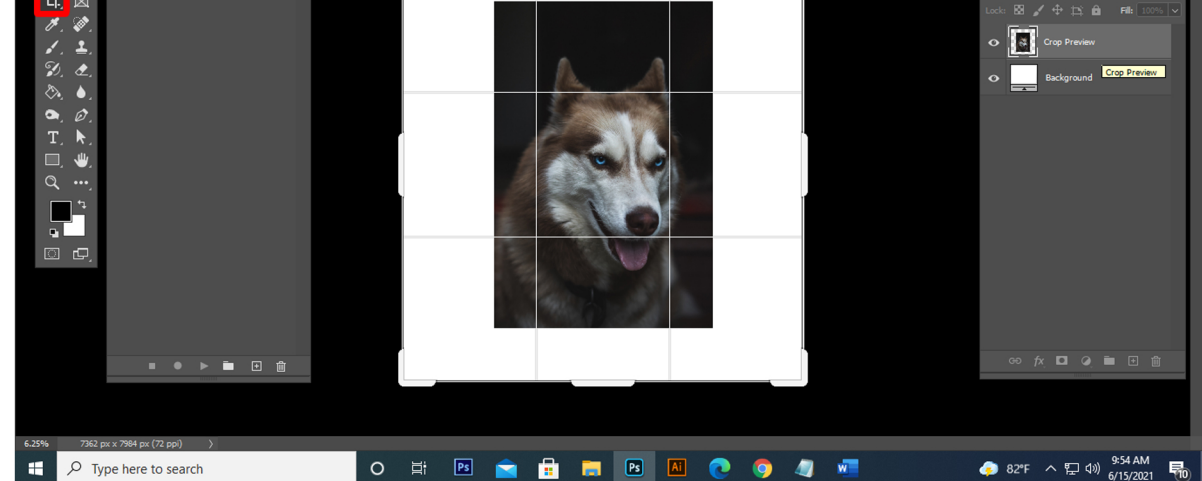 Lock: Fill: 100%
Crop Preview
Background
Crop Preview
6.25% 7362 px x 7984 px (72 ppi)
Type here to search
Ps
Ps
Ai
82°F
9:54 AM
6/15/2021
10